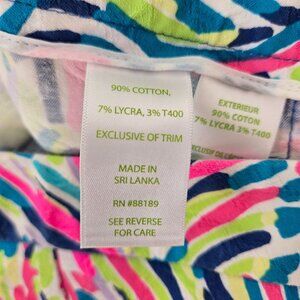 90% COTTON,
7% LYCRA, 3% T400
EXCLUSIVE OF TRIM
MADE IN
SRI LANKA
RN #88189
SEE REVERSE
FOR CARE
EXTERIEUR
90% COTON
7% LYCRA, 3% T400